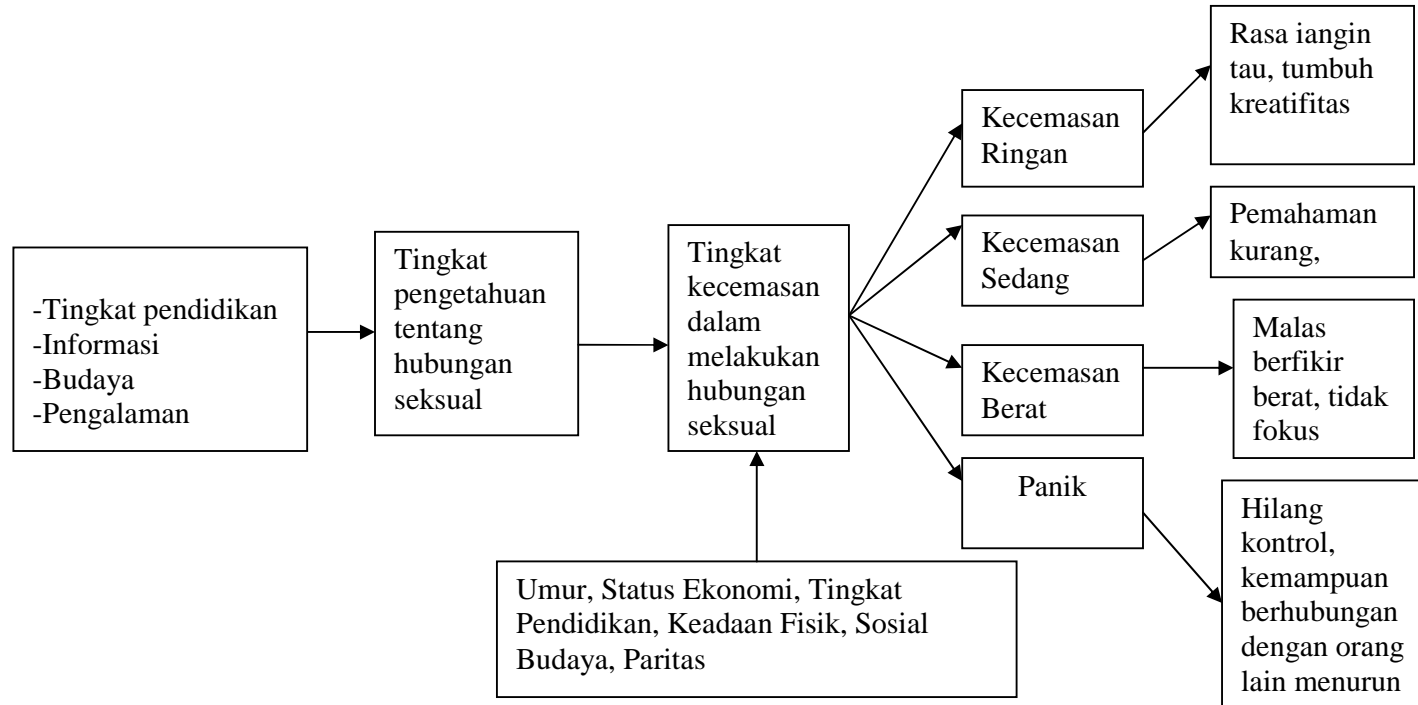 -Tingkat pendidikan
-Informasi
-Budaya
-Pengalaman
Tingkat
pengetahuan
tentang
hubungan
seksual
Tingkat
kecemasan
dalam
melakukan
hubungan
seksual
Umur, Status Ekonomi, Tingkat
Pendidikan, Keadaan Fisik, Sosial
Budaya, Paritas
Kecemasan
Ringan
Rasa iangin
tau, tumbuh
kreatifitas
Kecemasan
Sedang
Pemahaman
kurang,
Kecemasan
Berat
Malas
berfikir
berat, tidak
fokus
Panik
Hilang
kontrol,
kemampuan
berhubungan
dengan orang
lain menurun